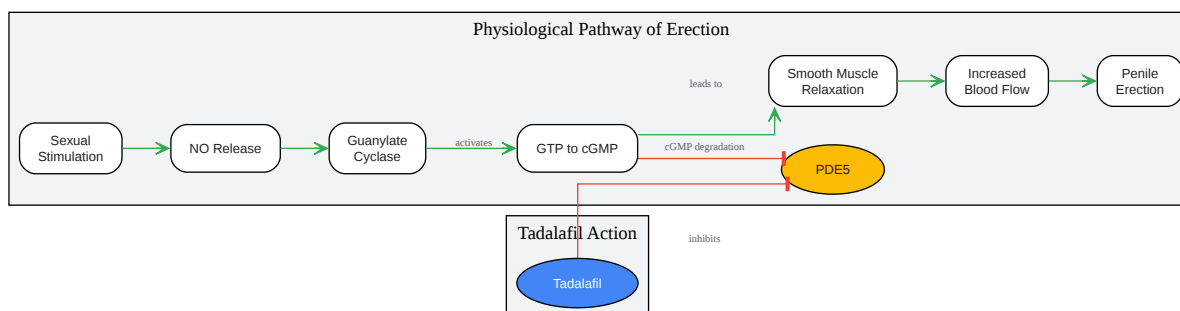 Physiological Pathway of Erection
Sexual
Stimulation
NO Release
Guanylate
Cyclase
activates
GTP to cGMP
leads to
cGMP degradation
Smooth Muscle
Relaxation
Increased
Blood Flow
Penile
Erection
PDE5
Tadalafil Action
inhibits
Tadalafil